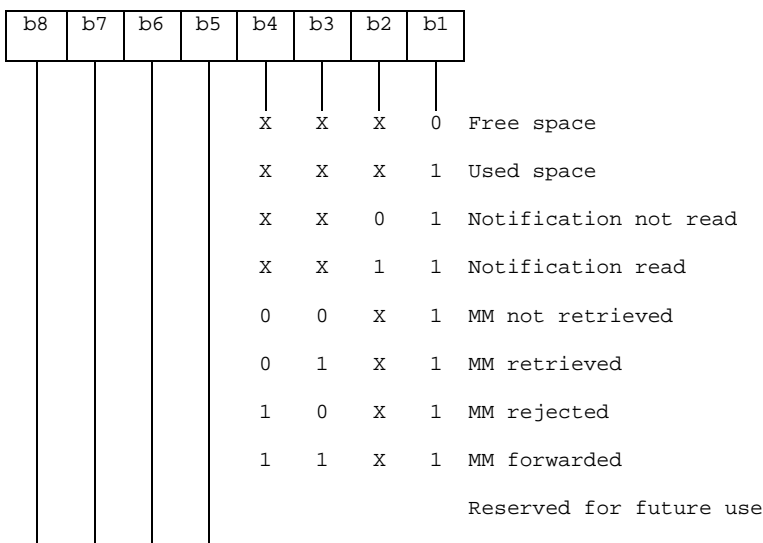 b8 b7 b6 b5 b4 b3 b2 b1
X X X 0 Free space
X X X 1 Used space
X X 0 1 Notification not read
X X 1 1 Notification read
0 0 X 1 MM not retrieved
0 1 X 1 MM retrieved
1 0 X 1 MM rejected
1 1 X 1 MM forwarded
Reserved for future use